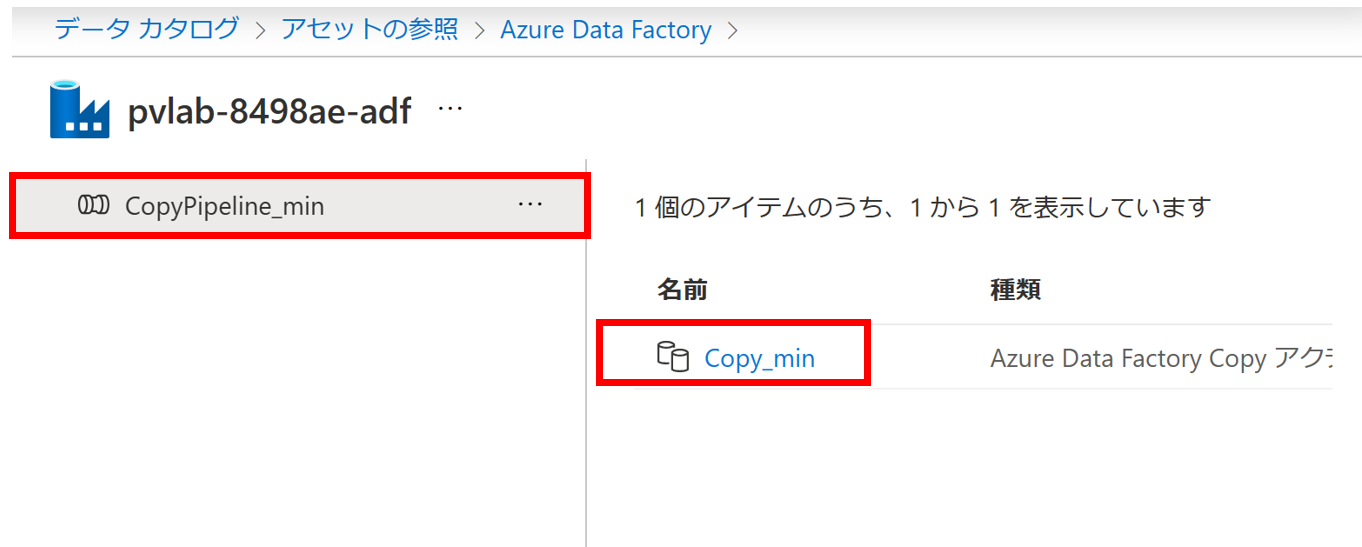 データ カタログ > アセットの参照 > Azure Data Factory >
pvlab-8498ae-adf ...
CopyPipeline_min ...
1 個のアイテムのうち、1 から 1 を表示しています
名前 種類
Copy_min Azure Data Factory Copy アク